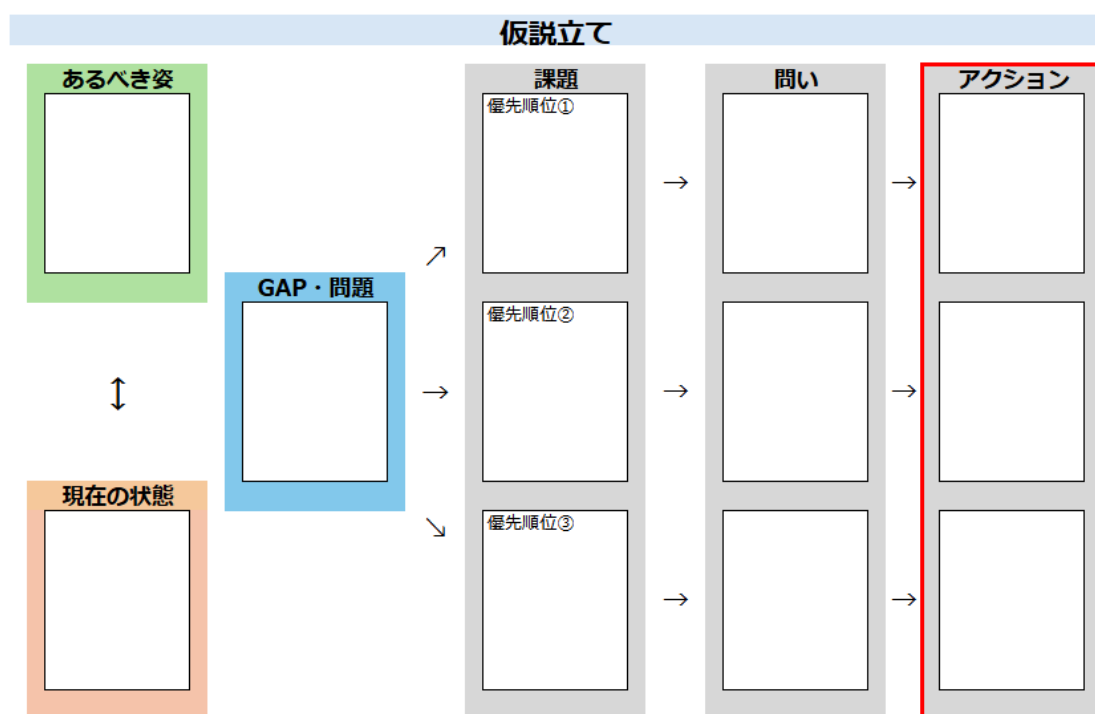 仮説立て
あるべき姿
課題
問い
アクション
優先順位①
GAP・問題
優先順位②
現在の状態
優先順位③